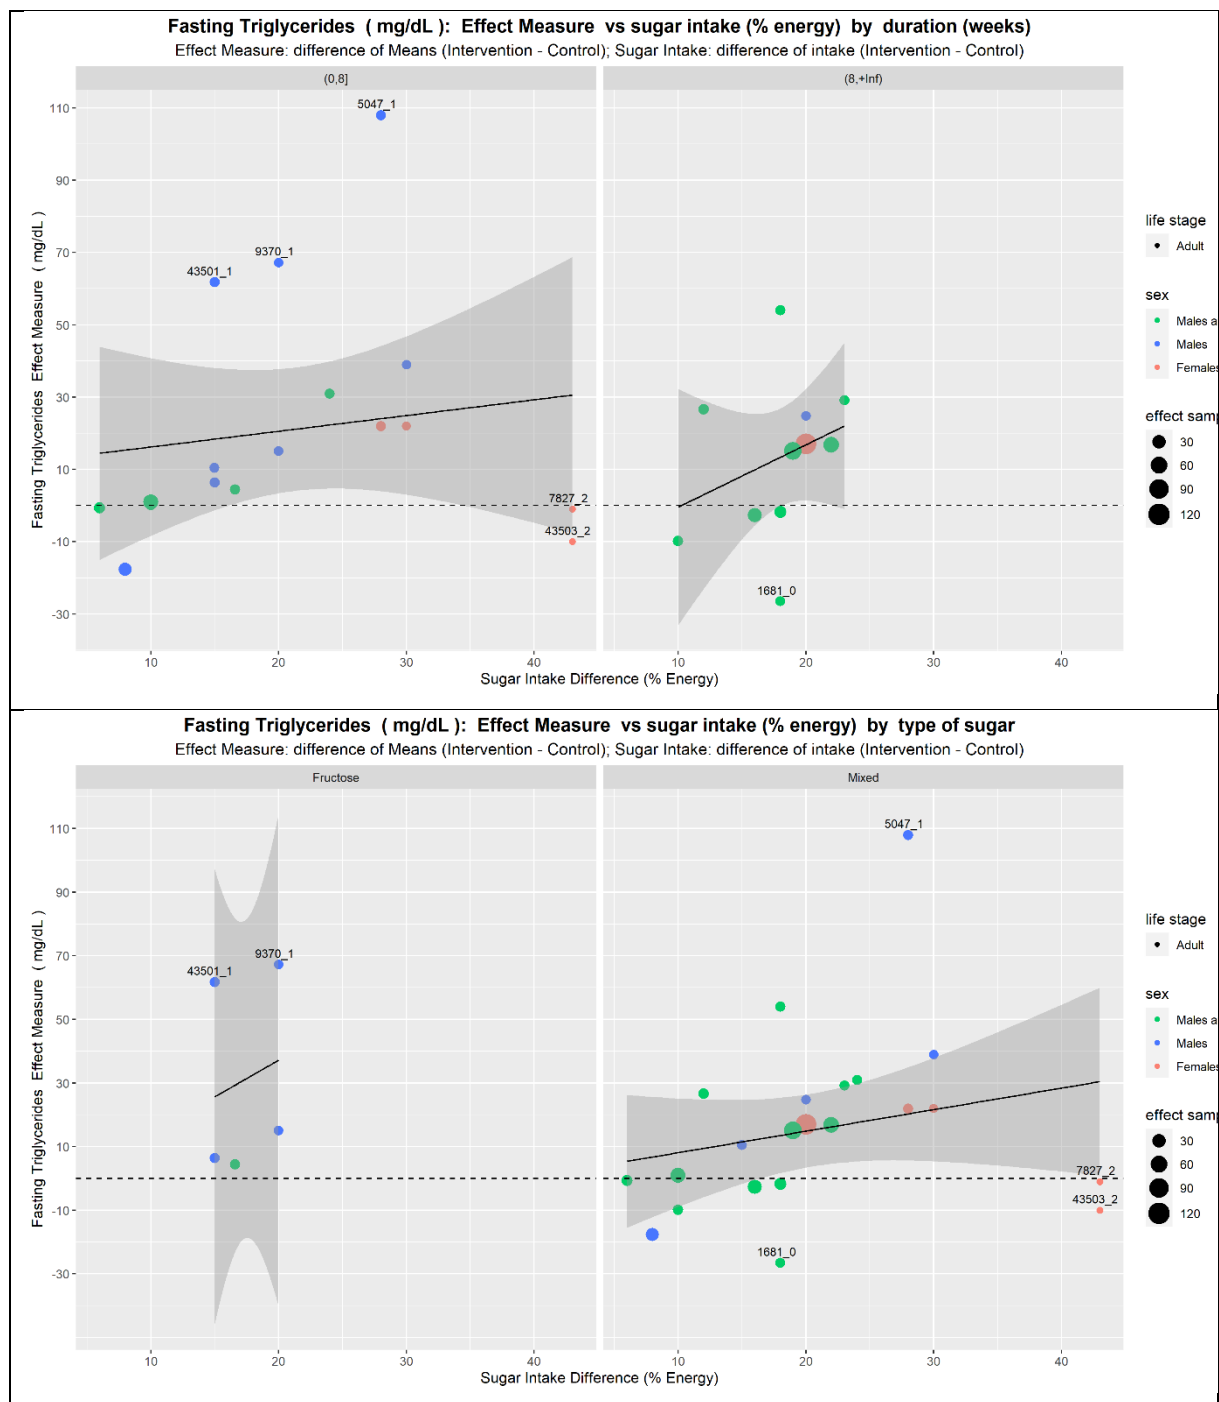 Fasting Triglycerides ( mg/dL ): Effect Measure vs sugar intake (% energy) by duration (weeks)
Effect Measure: difference of Means (Intervention - Control); Sugar Intake: difference of intake (Intervention - Control)
(0,8]
(8,+Inf)
Fasting Triglycerides Effect Measure ( mg/dL )
110
90
70
50
30
10
-10
-30
5047_1
9370_1
43501_1
7827_2
43503_2
1681_0
10 20 30 40
10 20 30 40
Sugar Intake Difference (% Energy)
life stage
Adult
sex
Males a
Males
Females
effect samp
30
60
90
120
Fasting Triglycerides ( mg/dL ): Effect Measure vs sugar intake (% energy) by type of sugar
Effect Measure: difference of Means (Intervention - Control); Sugar Intake: difference of intake (Intervention - Control)
Fructose
Mixed
Fasting Triglycerides Effect Measure ( mg/dL )
110
90
70
50
30
10
-10
-30
9370_1
43501_1
5047_1
7827_2
43503_2
1681_0
10 20 30 40
10 20 30 40
Sugar Intake Difference (% Energy)
life stage
Adult
sex
Males a
Males
Females
effect samp
30
60
90
120